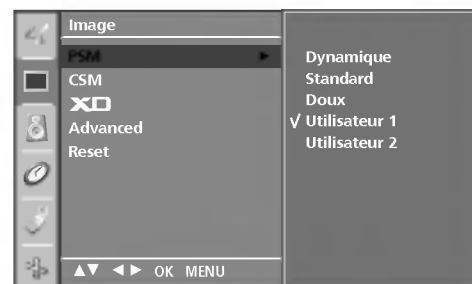 Image
PSM
CSM
XD
Advanced
Reset
▲▼ ◄► OK MENU
Dynamique
Standard
Doux
√ Utilisateur 1
Utilisateur 2